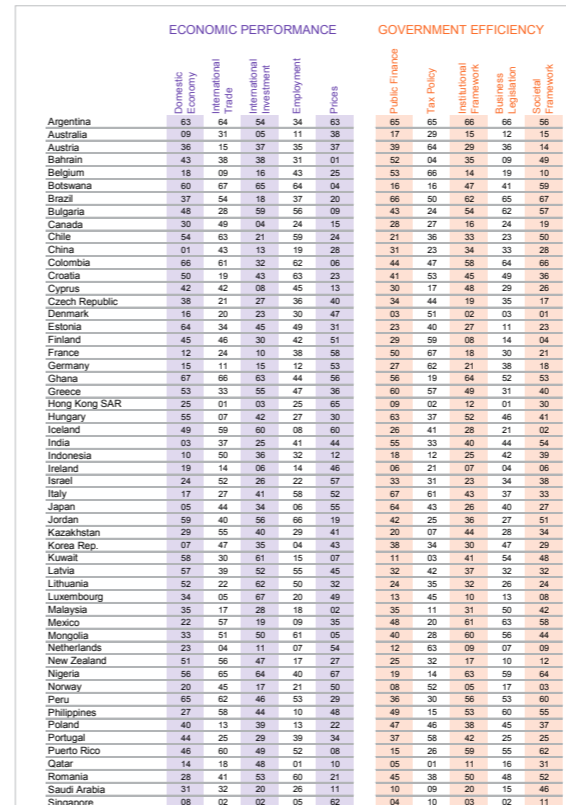 ECONOMIC PERFORMANCE GOVERNMENT EFFICIENCY
Domestic Economy International Trade International Investment Employment Prices Public Finance Tax Policy Institutional Framework Business Legislation Societal Framework
Argentina 63 64 54 34 63 65 65 66 66 56
Australia 09 31 05 11 38 17 29 15 12 15
Austria 36 15 37 35 37 39 64 29 36 14
Bahrain 43 38 38 31 01 52 04 35 09 49
Belgium 18 09 16 43 25 53 66 14 19 10
Botswana 60 67 65 64 04 16 16 47 41 59
Brazil 37 54 18 37 20 66 50 62 65 67
Bulgaria 48 28 59 56 09 43 24 54 62 57
Canada 30 49 04 24 15 28 27 16 24 19
Chile 54 63 21 59 24 21 36 33 23 50
China 01 43 13 19 28 31 23 34 33 28
Colombia 66 61 32 62 06 44 47 58 64 66
Croatia 50 19 43 63 23 41 53 45 49 36
Cyprus 42 42 08 45 13 30 17 48 29 26
Czech Republic 38 21 27 36 40 34 44 19 35 17
Denmark 16 20 23 30 47 03 51 02 03 01
Estonia 64 34 45 49 31 23 40 27 11 23
Finland 45 46 30 42 51 29 59 08 14 04
France 12 24 10 38 58 50 67 18 30 21
Germany 15 11 15 12 53 27 62 21 38 18
Ghana 67 66 63 44 56 56 19 64 52 53
Greece 53 33 55 47 36 60 57 49 31 40
Hong Kong SAR 25 01 03 25 65 09 02 12 01 30
Hungary 55 07 42 27 30 63 37 52 46 41
Iceland 49 59 60 08 60 26 41 28 21 02
India 03 37 25 41 44 55 33 40 44 54
Indonesia 10 50 36 32 12 18 12 25 42 39
Ireland 19 14 06 14 46 06 21 07 04 06
Israel 24 52 26 22 57 33 31 23 34 38
Italy 17 27 41 58 52 67 61 43 37 33
Japan 05 44 34 06 55 64 43 26 40 27
Jordan 59 40 56 66 19 42 25 36 27 51
Kazakhstan 29 55 40 29 41 20 07 44 28 34
Korea Rep. 07 47 35 04 43 38 34 30 47 29
Kuwait 58 30 61 15 07 11 03 41 54 48
Latvia 57 39 52 55 45 32 42 37 32 32
Lithuania 52 22 62 50 32 24 35 32 26 24
Luxembourg 34 05 67 20 49 13 45 10 13 08
Malaysia 35 17 28 18 02 35 11 31 50 42
Mexico 22 57 19 09 35 48 20 61 63 58
Mongolia 33 51 50 61 05 40 28 60 56 44
Netherlands 23 04 11 07 54 12 63 09 07 09
New Zealand 51 56 47 17 27 25 32 17 10 12
Nigeria 56 65 64 40 67 19 14 63 59 64
Norway 20 45 17 21 50 08 52 05 17 03
Peru 65 62 46 53 29 36 30 56 53 60
Philippines 27 58 44 10 48 49 15 53 60 55
Poland 40 13 39 13 22 47 46 38 45 37
Portugal 44 25 29 39 34 37 58 42 25 25
Puerto Rico 46 60 49 52 08 15 26 59 55 62
Qatar 14 18 48 01 10 05 01 11 16 31
Romania 28 41 53 60 21 45 38 50 48 52
Saudi Arabia 31 32 20 26 11 10 09 20 15 46
Singapore 08 02 02 05 62 04 10 03 02 11